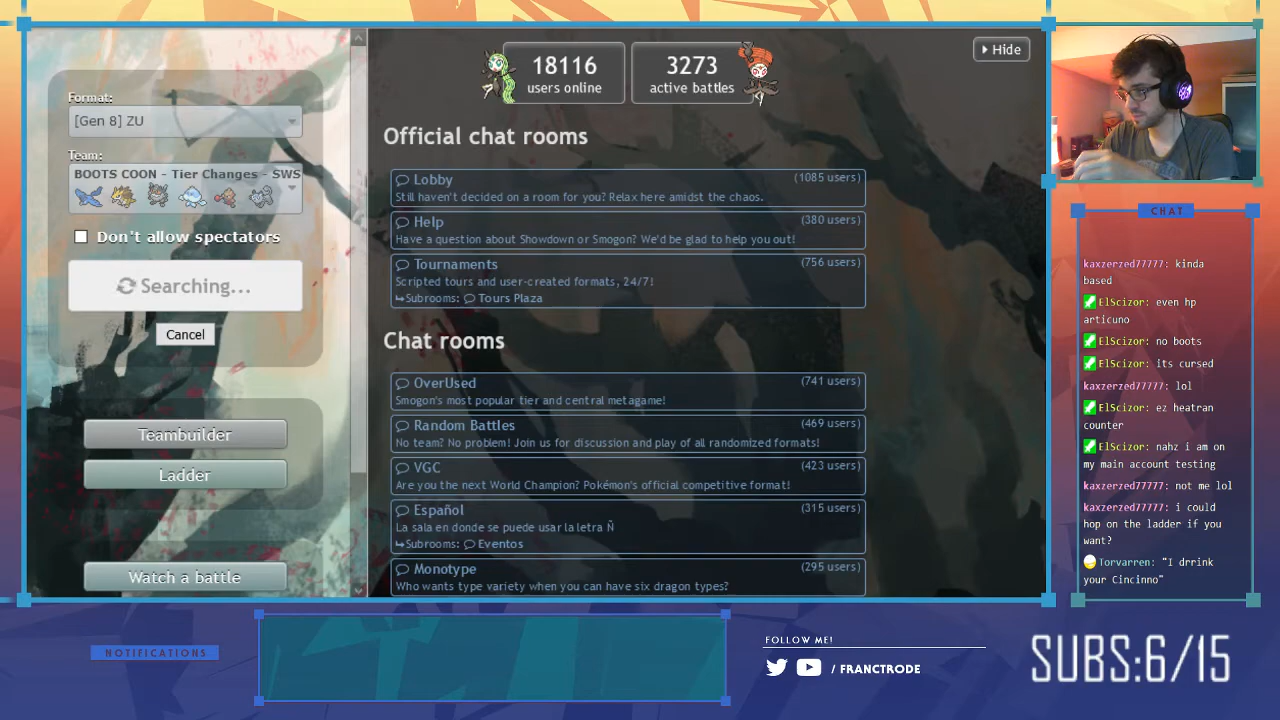 Format:
[Gen 8] ZU
Team:
BOOTS COON - Tier Changes - SWS
Don't allow spectators
Searching...
Cancel
Teambuilder
Ladder
Watch a battle
18116
users online
3273
active battles
Hide
Official chat rooms
Lobby (1085 users)
Still haven't decided on a room for you? Relax here amidst the chaos.
Help (380 users)
Have a question about Showdown or Smogon? We'd be glad to help you out!
Tournaments (756 users)
Scripted tours and user-created formats, 24/7!
↳Subrooms: Tours Plaza
Chat rooms
OverUsed (741 users)
Smogon's most popular tier and central metagame!
Random Battles (469 users)
No team? No problem! Join us for discussion and play of all randomized formats!
VGC (423 users)
Are you the next World Champion? Pokémon's official competitive format!
Español (315 users)
La sala en donde se puede usar la letra Ñ
↳Subrooms: Eventos
Monotype (295 users)
Who wants type variety when you can have six dragon types?
CHAT
kaxzerzed77777: kinda
based
ElScizor: even hp
articuno
ElScizor: no boots
ElScizor: its cursed
kaxzerzed77777: lol
ElScizor: ez heatran
counter
ElScizor: nahz i am on
my main account testing
kaxzerzed77777: not me lol
kaxzerzed77777: i could
hop on the ladder if you
want?
Torvarren: "I drrink
your Cincinno"
NOTIFICATIONS
FOLLOW ME!
/ FRANCTRODE
SUBS:6/15